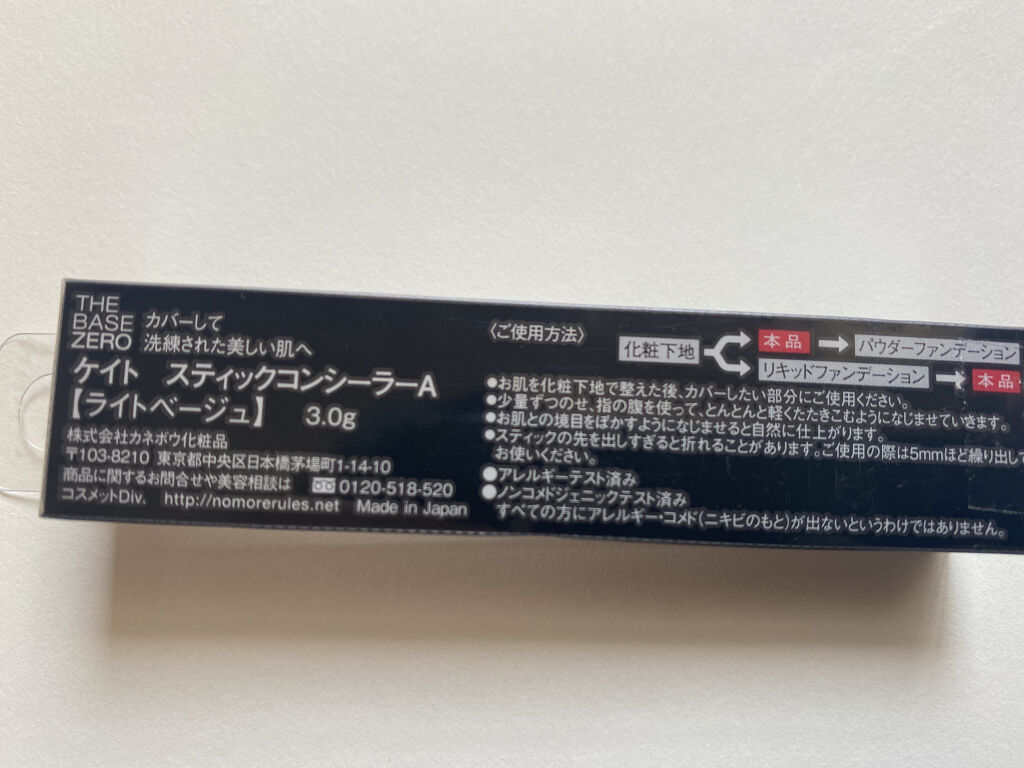 THE
BASE
ZERO
カバーして
洗練された美しい肌へ
ケイト スティックコンシーラーA
【ライトベージュ】 3.0g
株式会社カネボウ化粧品
〒103-8210 東京都中央区日本橋茅場町1-14-10
商品に関するお問合せや美容相談は 0120-518-520
コスメットDiv. http://nomorerules.net Made in Japan
〈ご使用方法〉
化粧下地
本品 → パウダーファンデーション
リキッドファンデーション → 本品
●お肌を化粧下地で整えた後、カバーしたい部分にご使用ください。
●少量ずつのせ、指の腹を使って、とんとんと軽くたたきこむようになじませていきます。
●お肌との境目をぼかすようになじませると自然に仕上がります。
●スティックの先を出しすぎると折れることがあります。ご使用の際は5mmほど繰り出して
お使いください。
●アレルギーテスト済み
●ノンコメドジェニックテスト済み
すべての方にアレルギー・コメド(ニキビのもと)が出ないというわけではありません。